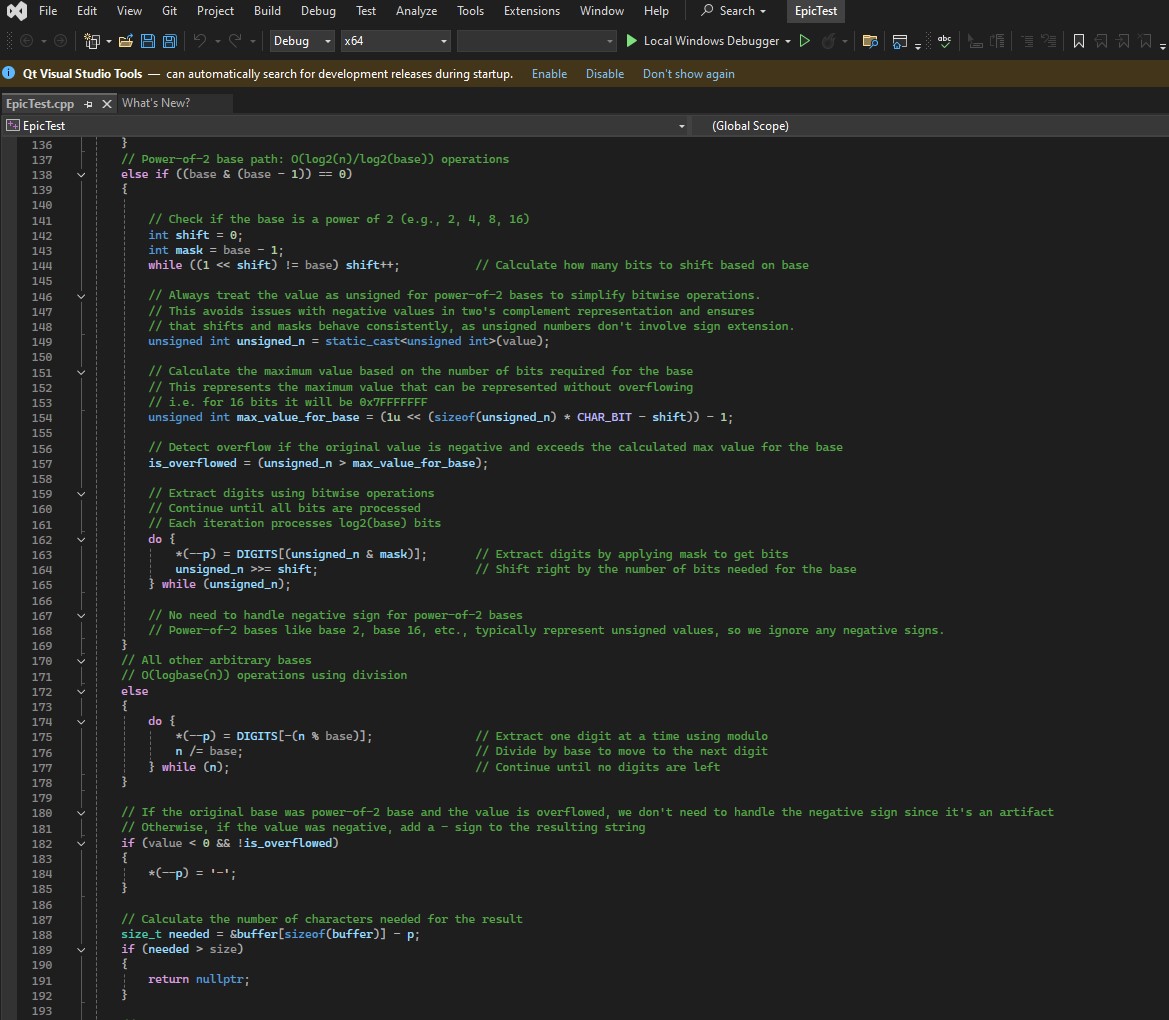 File Edit View Git Project Build Debug Test Analyze Tools Extensions Window Help Search EpicTest
Debug x64 Local Windows Debugger
Qt Visual Studio Tools — can automatically search for development releases during startup. Enable Disable Don't show again
EpicTest.cpp What's New?
EpicTest (Global Scope)
136 }
137 // Power-of-2 base path: O(log2(n)/log2(base)) operations
138 else if ((base & (base - 1)) == 0)
139 {
140
141 // Check if the base is a power of 2 (e.g., 2, 4, 8, 16)
142 int shift = 0;
143 int mask = base - 1;
144 while ((1 << shift) != base) shift++; // Calculate how many bits to shift based on base
145
146 // Always treat the value as unsigned for power-of-2 bases to simplify bitwise operations.
147 // This avoids issues with negative values in two's complement representation and ensures
148 // that shifts and masks behave consistently, as unsigned numbers don't involve sign extension.
149 unsigned int unsigned_n = static_cast<unsigned int>(value);
150
151 // Calculate the maximum value based on the number of bits required for the base
152 // This represents the maximum value that can be represented without overflowing
153 // i.e. for 16 bits it will be 0x7FFFFFFF
154 unsigned int max_value_for_base = (1u << (sizeof(unsigned_n) * CHAR_BIT - shift)) - 1;
155
156 // Detect overflow if the original value is negative and exceeds the calculated max value for the base
157 is_overflowed = (unsigned_n > max_value_for_base);
158
159 // Extract digits using bitwise operations
160 // Continue until all bits are processed
161 // Each iteration processes log2(base) bits
162 do {
163 *(--p) = DIGITS[(unsigned_n & mask)]; // Extract digits by applying mask to get bits
164 unsigned_n >>= shift; // Shift right by the number of bits needed for the base
165 } while (unsigned_n);
166
167 // No need to handle negative sign for power-of-2 bases
168 // Power-of-2 bases like base 2, base 16, etc., typically represent unsigned values, so we ignore any negative signs.
169 }
170 // All other arbitrary bases
171 // O(logbase(n)) operations using division
172 else
173 {
174 do {
175 *(--p) = DIGITS[-(n % base)]; // Extract one digit at a time using modulo
176 n /= base; // Divide by base to move to the next digit
177 } while (n); // Continue until no digits are left
178 }
179
180 // If the original base was power-of-2 base and the value is overflowed, we don't need to handle the negative sign since it's an artifact
181 // Otherwise, if the value was negative, add a - sign to the resulting string
182 if (value < 0 && !is_overflowed)
183 {
184 *(--p) = '-';
185 }
186
187 // Calculate the number of characters needed for the result
188 size_t needed = &buffer[sizeof(buffer)] - p;
189 if (needed > size)
190 {
191 return nullptr;
192 }
193